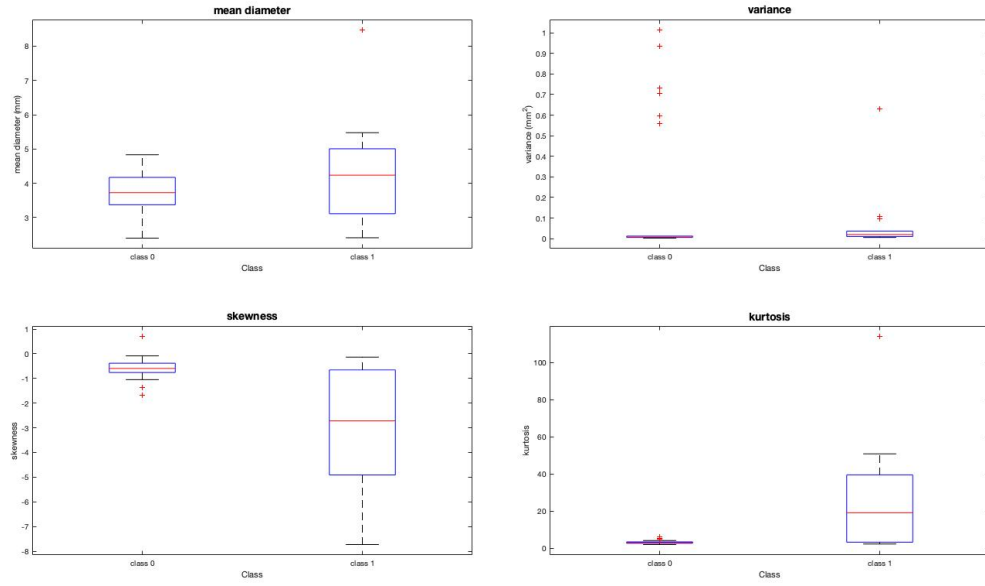 mean diameter
mean diameter (mm)
8
7
6
5
4
3
class 0
class 1
Class
variance
variance (mm²)
1
0.9
0.8
0.7
0.6
0.5
0.4
0.3
0.2
0.1
0
class 0
class 1
Class
skewness
skewness
1
0
-1
-2
-3
-4
-5
-6
-7
-8
class 0
class 1
Class
kurtosis
kurtosis
100
80
60
40
20
0
class 0
class 1
Class